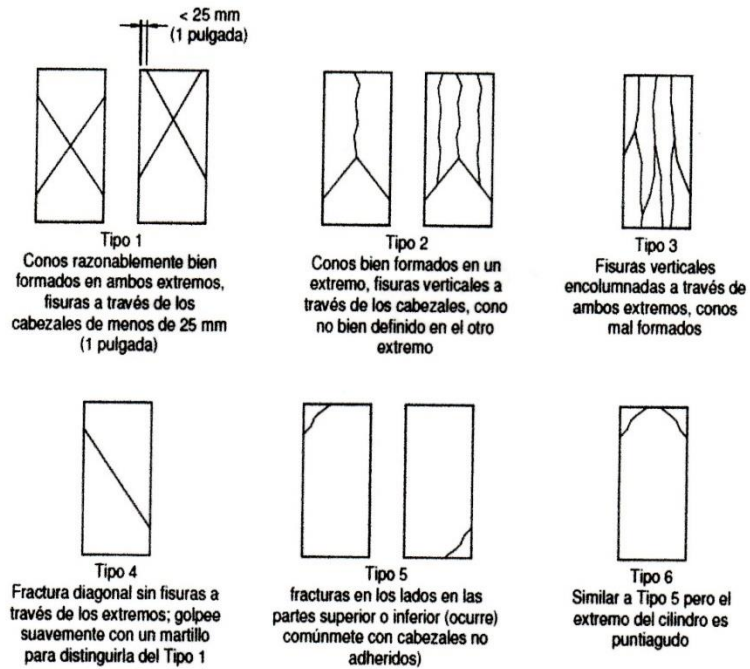 < 25 mm
(1 pulgada)
Tipo 1
Conos razonablemente bien
formados en ambos extremos,
fisuras a través de los
cabezales de menos de 25 mm
(1 pulgada)
Tipo 2
Conos bien formados en un
extremo, fisuras verticales a
través de los cabezales, cono
no bien definido en el otro
extremo
Tipo 3
Fisuras verticales
encolumnadas a través de
ambos extremos, conos
mal formados
Tipo 4
Fractura diagonal sin fisuras a
través de los extremos; golpee
suavemente con un martillo
para distinguirla del Tipo 1
Tipo 5
fracturas en los lados en las
partes superior o inferior (ocurre)
comúnmete con cabezales no
adheridos)
Tipo 6
Similar a Tipo 5 pero el
extremo del cilindro es
puntiagudo